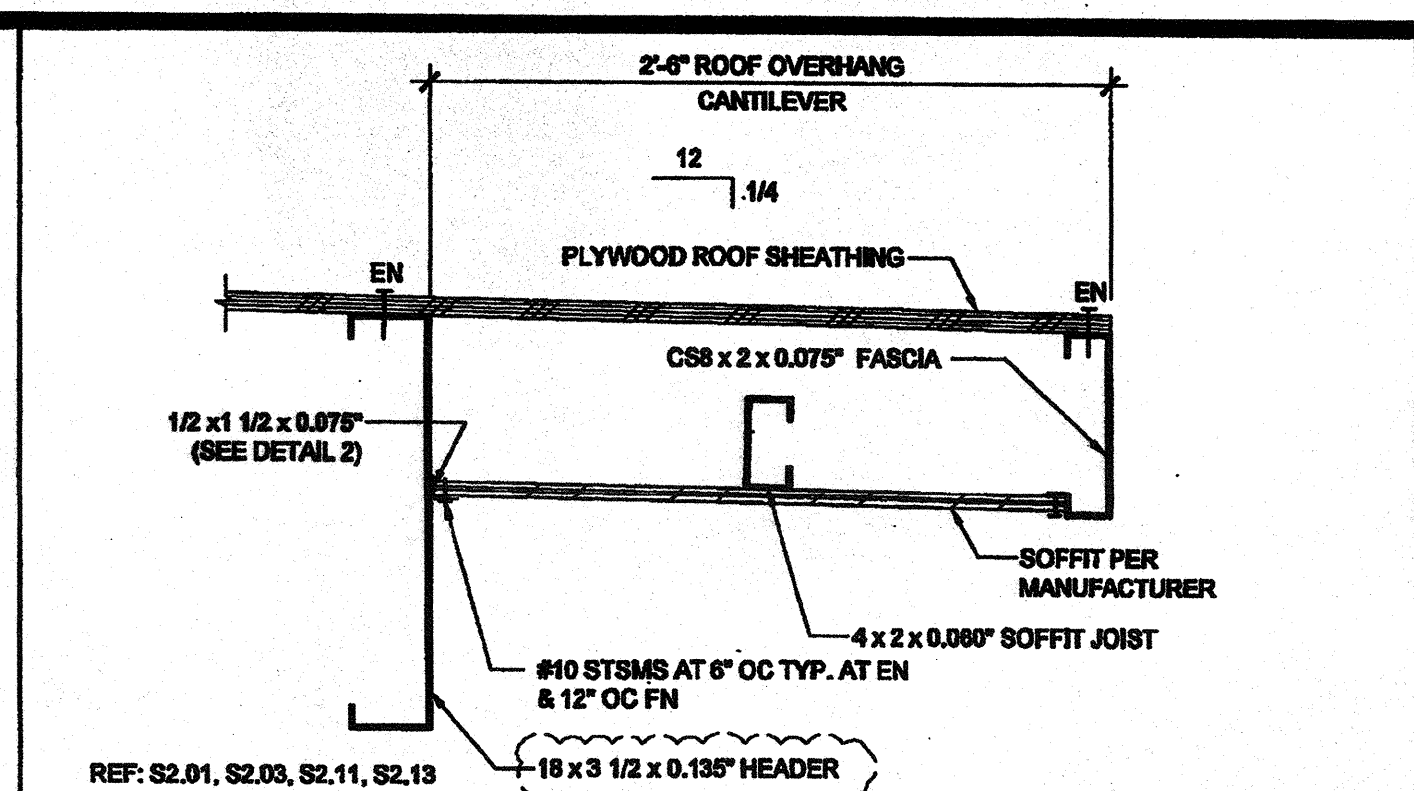 2'-6" ROOF OVERHANG
CANTILEVER
12
1/4
PLYWOOD ROOF SHEATHING
EN
EN
CS8 x 2 x 0.075" FASCIA
1/2 x1 1/2 x 0.075"
(SEE DETAIL 2)
SOFFIT PER
MANUFACTURER
4 x 2 x 0.060" SOFFIT JOIST
#10 STSMS AT 6" OC TYP. AT EN
& 12" OC FN
18 x 3 1/2 x 0.135" HEADER
REF: S2.01, S2.03, S2.11, S2.13